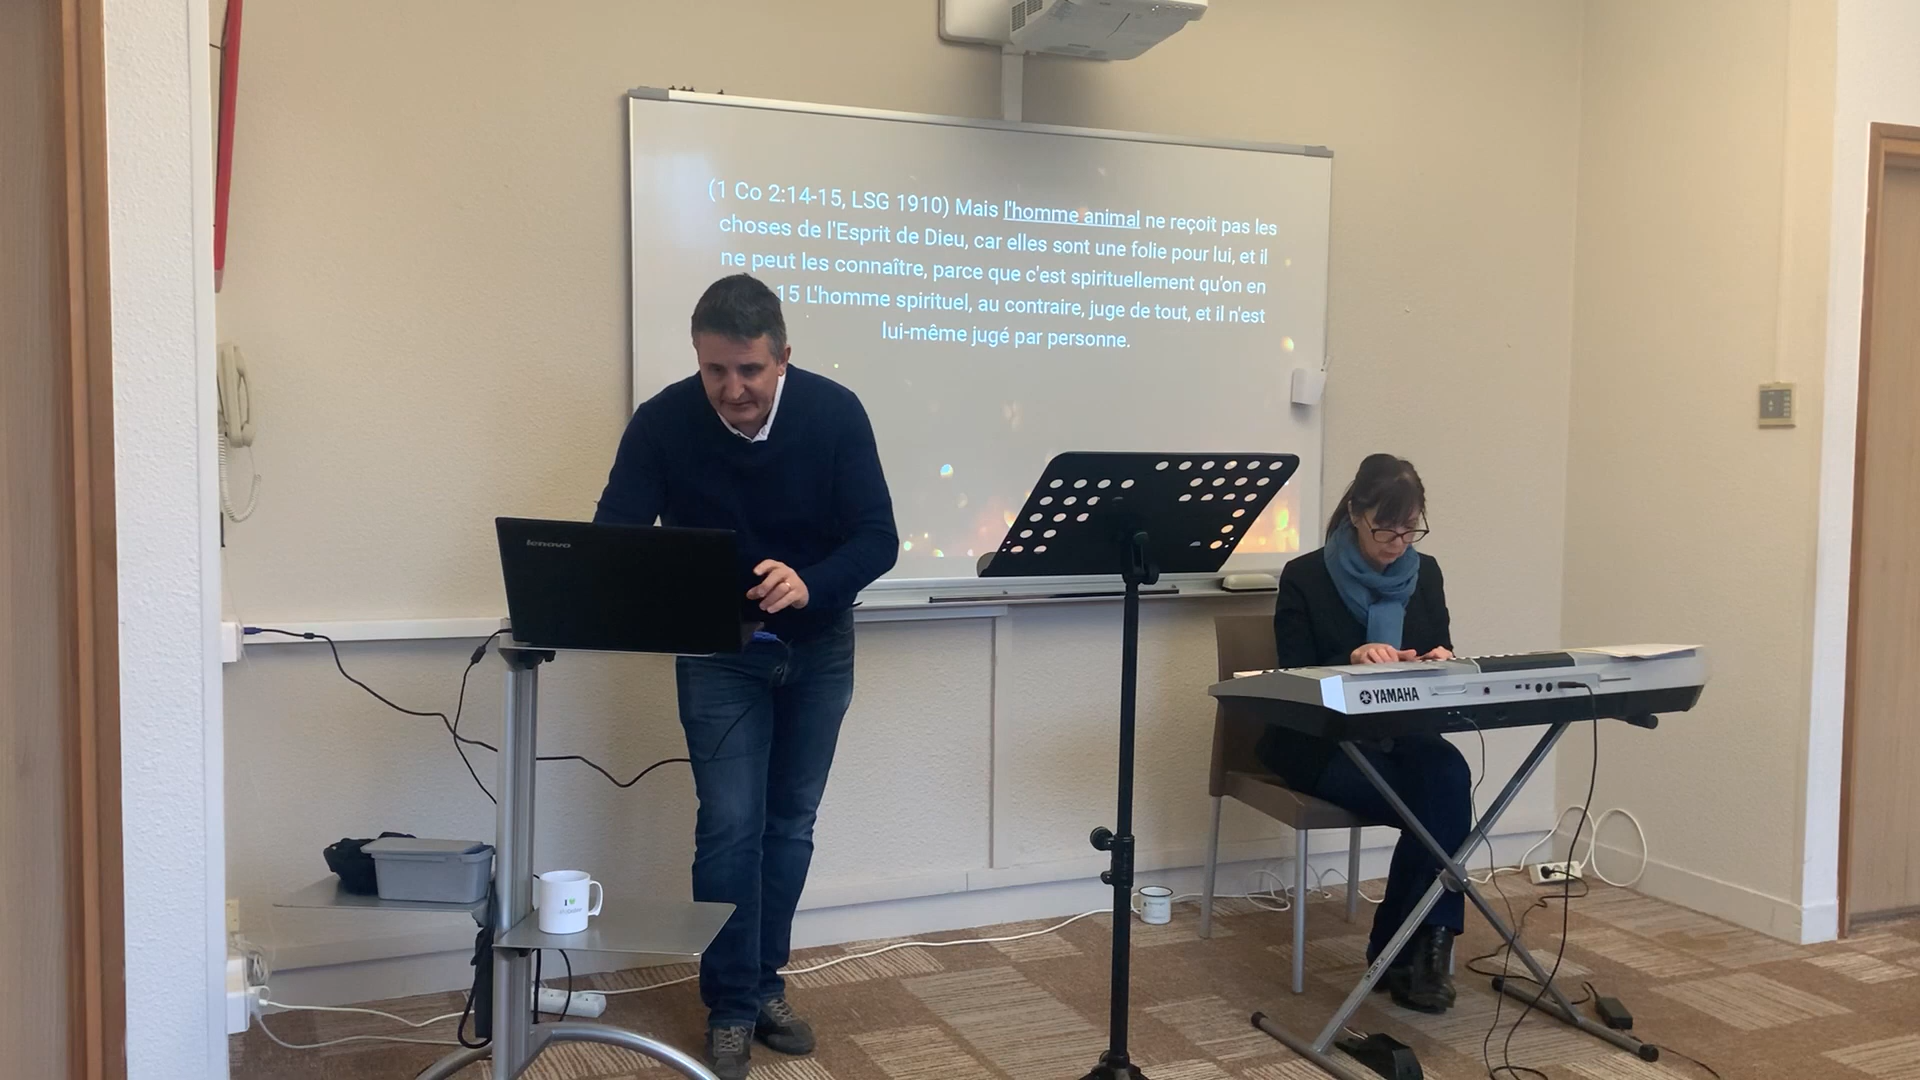 (1 Co 2:14-15, LSG 1910) Mais l'homme animal ne reçoit pas les
choses de l'Esprit de Dieu, car elles sont une folie pour lui, et il
ne peut les connaître, parce que c'est spirituellement qu'on en
15 L'homme spirituel, au contraire, juge de tout, et il n'est
lui-même jugé par personne.
lenovo
YAMAHA
I